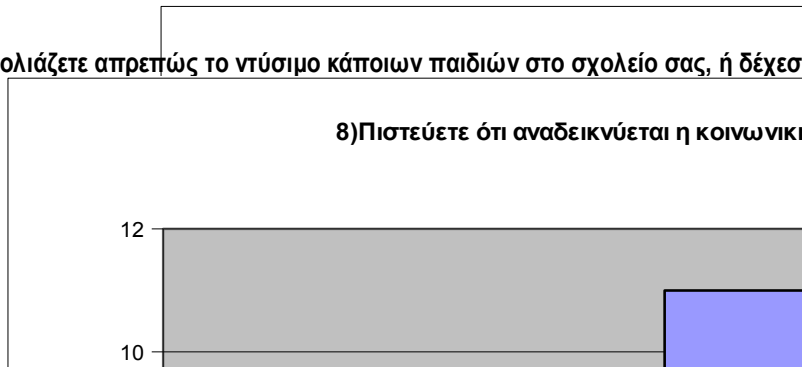 ολιάζετε απρεπώς το ντύσιμο κάποιων παιδιών στο σχολείο σας, ή δέχεσ
8)Πιστεύετε ότι αναδεικνύεται η κοινωνικ
12
10